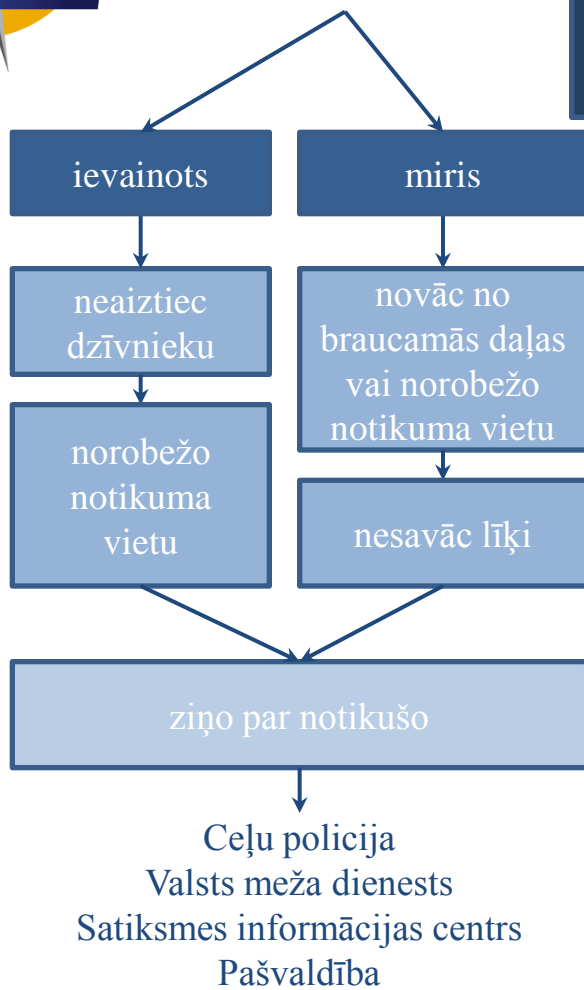 ievainots
miris
neaiztiec
dzīvnieku
novāc no
braucamās daļas
vai norobežo
notikuma vietu
norobežo
notikuma
vietu
nesavāc līķi
ziņo par notikušo
Ceļu policija
Valsts meža dienests
Satiksmes informācijas centrs
Pašvaldība